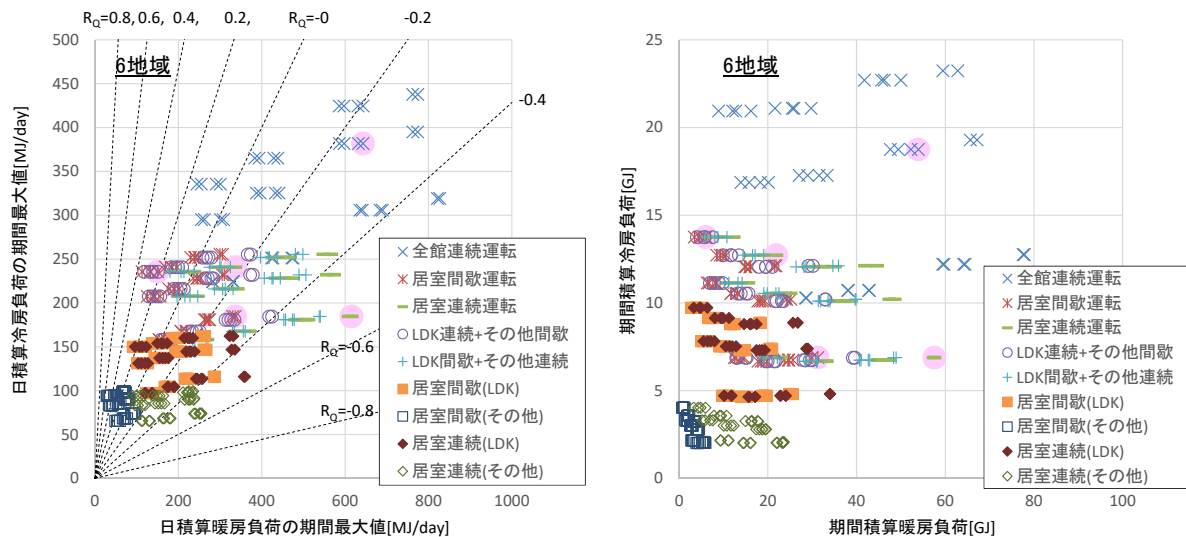 R_Q=0.8, 0.6, 0.4, 0.2, R_Q=-0 -0.2
-0.4
R_Q=-0.6
R_Q=-0.8
6地域
日積算冷房負荷の期間最大値[MJ/day]
500
450
400
350
300
250
200
150
100
50
0
0 200 400 600 800 1000
日積算暖房負荷の期間最大値[MJ/day]
全館連続運転
居室間歇運転
居室連続運転
LDK連続+その他間歇
LDK間歇+その他連続
居室間歇(LDK)
居室間歇(その他)
居室連続(LDK)
居室連続(その他)
6地域
期間積算冷房負荷[GJ]
25
20
15
10
5
0
0 20 40 60 80 100
期間積算暖房負荷[GJ]
全館連続運転
居室間歇運転
居室連続運転
LDK連続+その他間歇
LDK間歇+その他連続
居室間歇(LDK)
居室間歇(その他)
居室連続(LDK)
居室連続(その他)